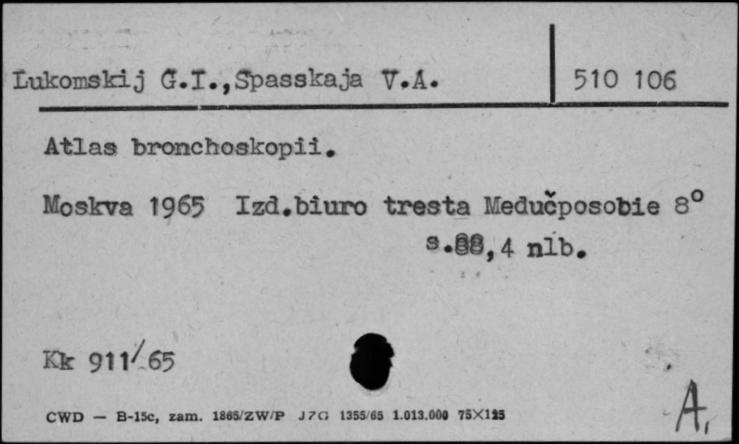 Lukomskij G.I.,Spasskaja V.A.
510 106
Atlas bronchoskopii.
Moskva 1965 Izd.biuro tresta Medučposobie 8°
s.88,4 nlb.
Kk 911/65
A,
CWD — B-15c, zam. 1865/ZW/P J7G 1355/65 1.013.000 75X125